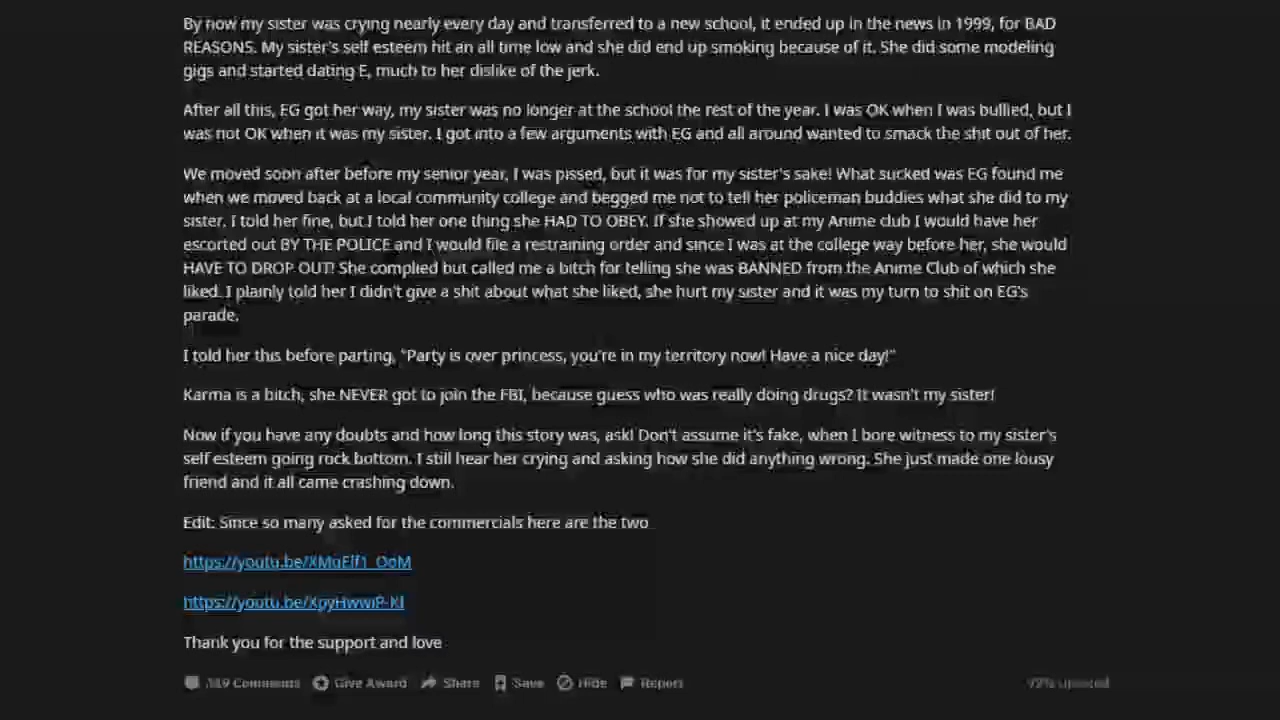 By now my sister was crying nearly every day and transferred to a new school, it ended up in the news in 1999, for BAD
REASONS. My sister's self esteem hit an all time low and she did end up smoking because of it. She did some modeling
gigs and started dating E, much to her dislike of the jerk.
After all this, EG got her way, my sister was no longer at the school the rest of the year. I was OK when I was bullied, but I
was not OK when it was my sister. I got into a few arguments with EG and all around wanted to smack the shit out of her.
We moved soon after before my senior year, I was pissed, but it was for my sister's sake! What sucked was EG found me
when we moved back at a local community college and begged me not to tell her policeman buddies what she did to my
sister. I told her fine, but I told her one thing she HAD TO OBEY. If she showed up at my Anime club I would have her
escorted out BY THE POLICE and I would file a restraining order and since I was at the college way before her, she would
HAVE TO DROP OUT! She complied but called me a bitch for telling she was BANNED from the Anime Club of which she
liked. I plainly told her I didn't give a shit about what she liked, she hurt my sister and it was my turn to shit on EG's
parade.
I told her this before parting, "Party is over princess, you're in my territory now! Have a nice day!"
Karma is a bitch, she NEVER got to join the FBI, because guess who was really doing drugs? It wasn't my sister!
Now if you have any doubts and how long this story was, ask! Don't assume it's fake, when I bore witness to my sister's
self esteem going rock bottom. I still hear her crying and asking how she did anything wrong. She just made one lousy
friend and it all came crashing down.
Edit: Since so many asked for the commercials here are the two
Thank you for the support and love
Comments Give Award Share Save Hide Report